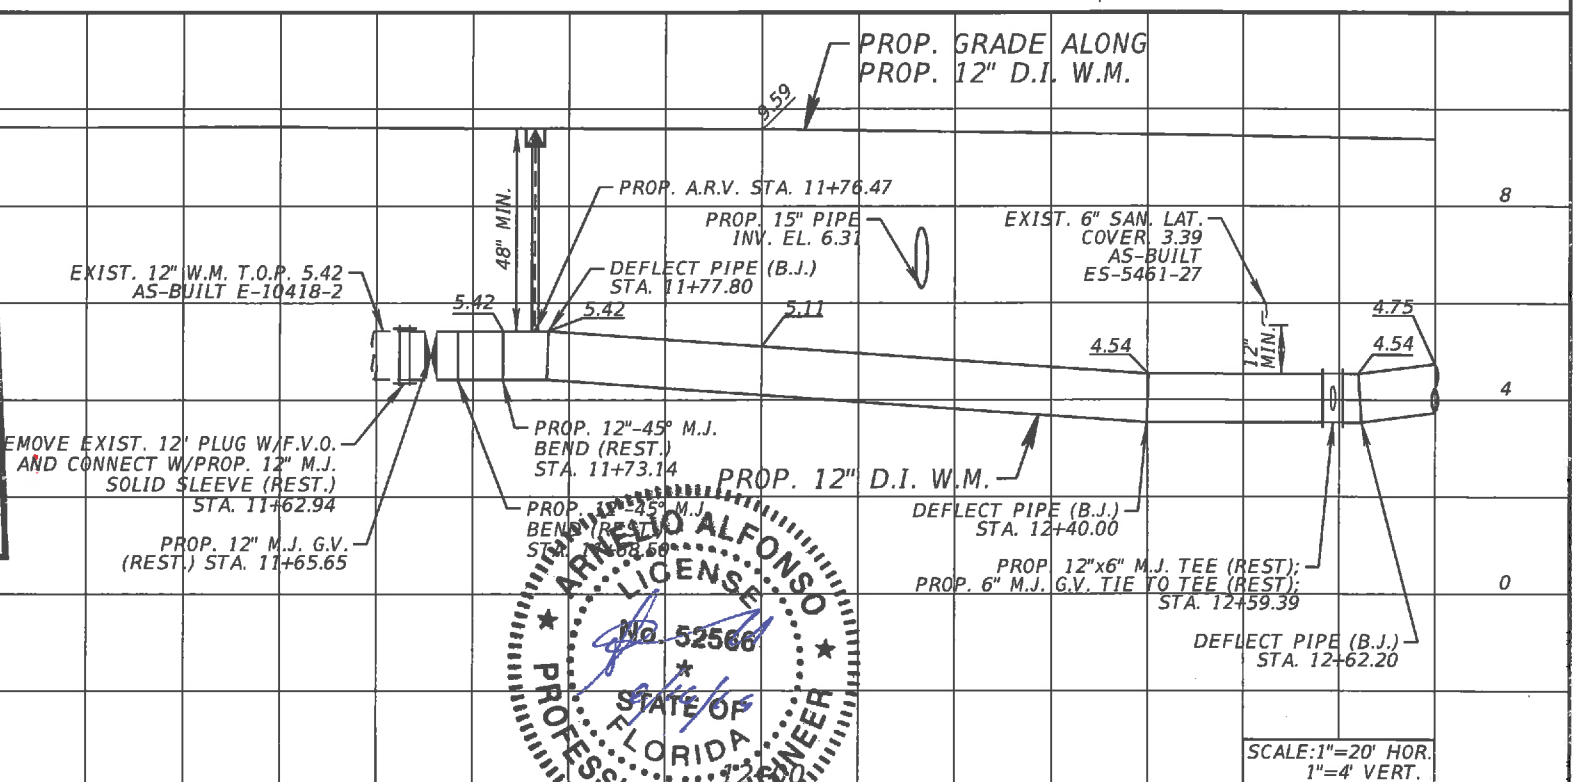 PROP. GRADE ALONG
PROP. 12" D.I. W.M.
9.59
PROP. A.R.V. STA. 11+76.47
8
48" MIN.
PROP. 15" PIPE
INV. EL. 6.31
EXIST. 6" SAN. LAT.
COVER. 3.39
AS-BUILT
ES-5461-27
EXIST. 12" W.M. T.O.P. 5.42
AS-BUILT E-10418-2
DEFLECT PIPE (B.J.)
STA. 11+77.80
5.42
5.42
5.11
4.54
12"
MIN.
4.75
4.54
4
EMOVE EXIST. 12' PLUG W/F.V.O.
AND CONNECT W/PROP. 12" M.J.
SOLID SLEEVE (REST.)
STA. 11+62.94
PROP. 12"-45° M.J.
BEND (REST.)
STA. 11+73.14
PROP. 12" D.I. W.M.
PROP. 12" M.J. G.V.
(REST.) STA. 11+65.65
PROP. 12"-45° M.J.
BEND (REST.)
DEFLECT PIPE (B.J.)
STA. 12+40.00
PROP. 12"x6" M.J. TEE (REST);
PROP. 6" M.J. G.V. TIE TO TEE (REST);
STA. 12+59.39
0
DEFLECT PIPE (B.J.)
STA. 12+62.20
ARNELIO ALFONSO
LICENSE
No. 52566
STATE OF
FLORIDA
SCALE:1"=20' HOR.
1"=4' VERT.